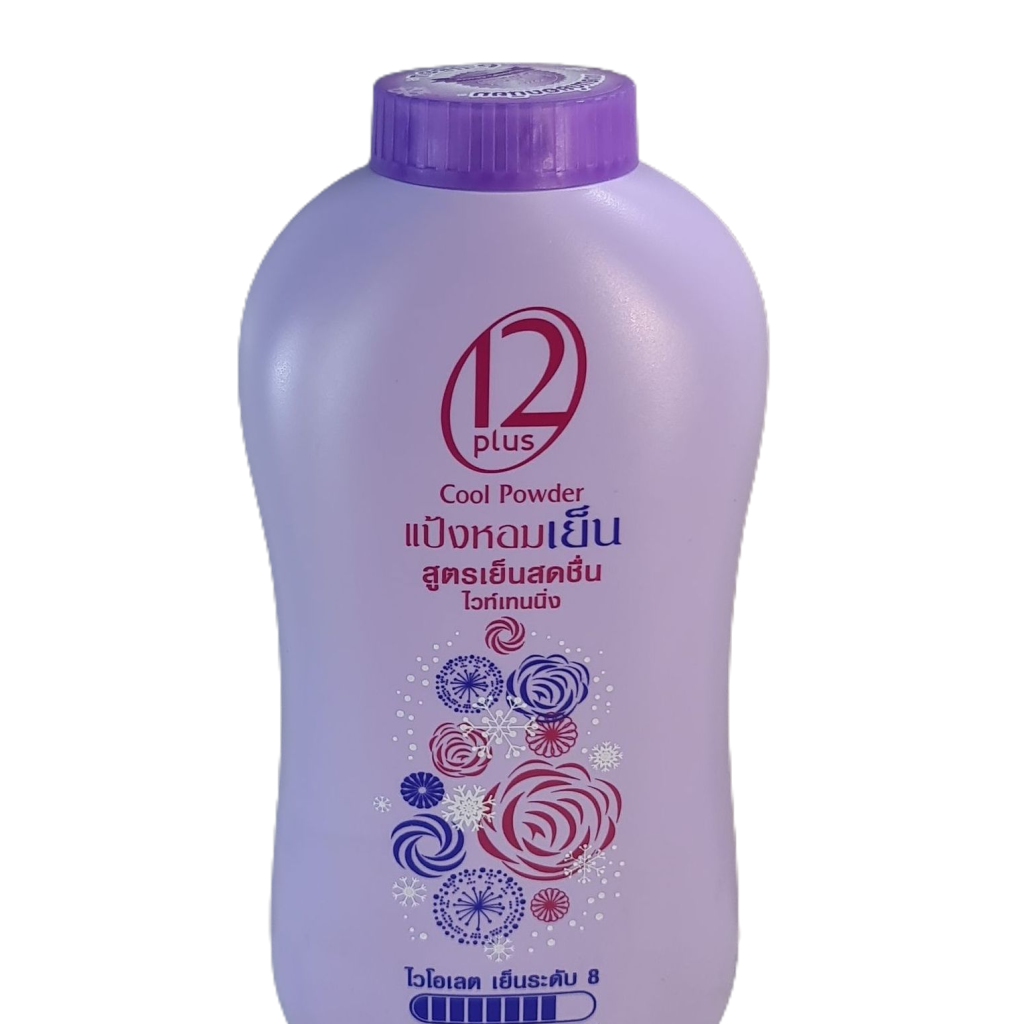 12
plus
Cool Powder
แป้งหอมเย็น
สูตรเย็นสดชื่น
ไวท์เทนนิ่ง
ไวโอเลต เย็นระดับ 8